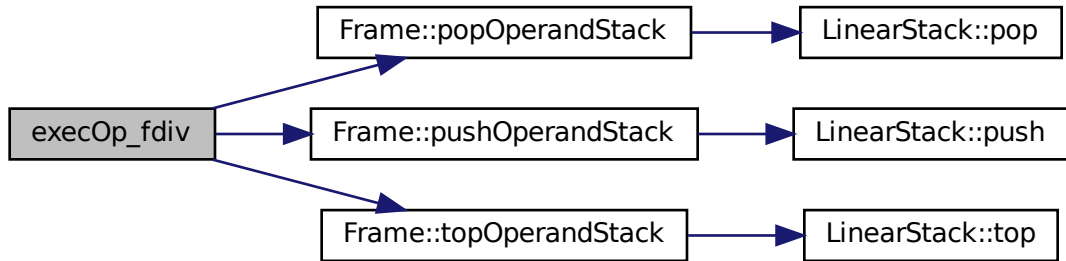 Frame::popOperandStack
LinearStack::pop
execOp_fdiv
Frame::pushOperandStack
LinearStack::push
Frame::topOperandStack
LinearStack::top